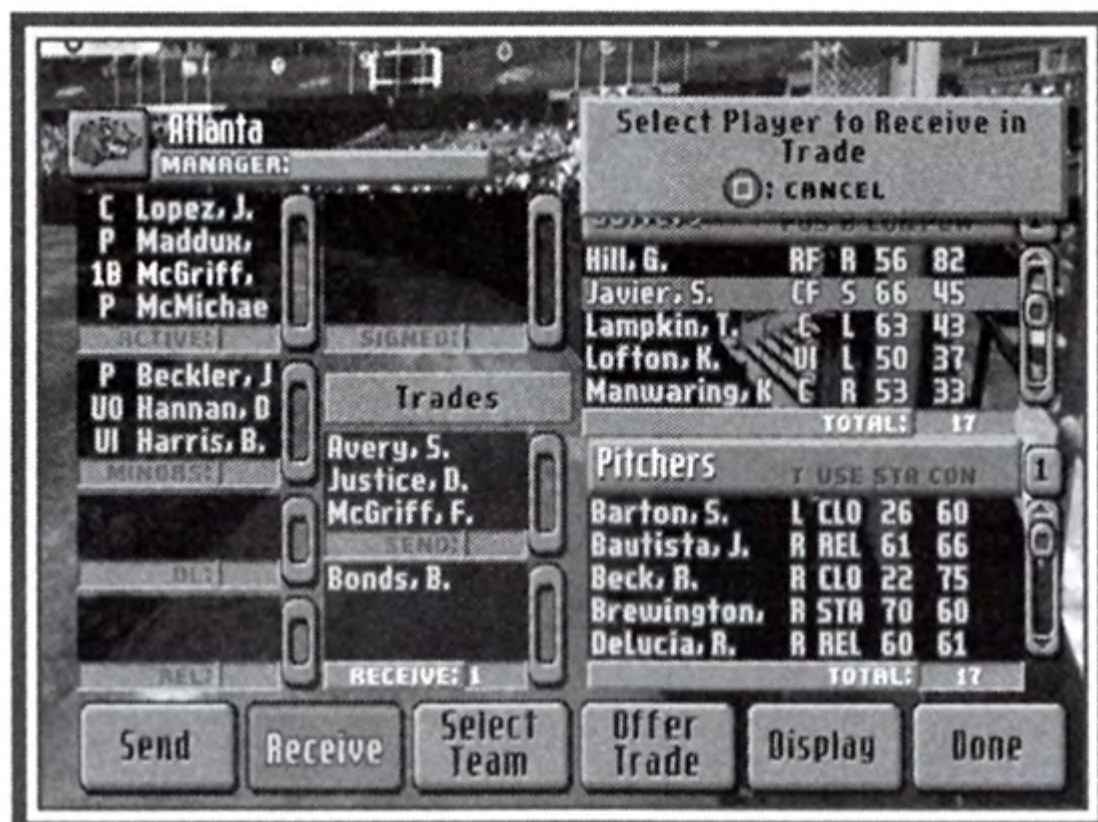 Atlanta
MANAGER:
Select Player to Receive in
Trade
: CANCEL
C Lopez, J.
P Maddux,
1B McGriff,
P McMichae
ACTIVE:
SIGNED:
P Beckler, J
UO Hannan, D
UI Harris, B.
MINORS:
DL:
REL:
Trades
Avery, S.
Justice, D.
McGriff, F.
SEND:
Bonds, B.
RECEIVE: 1
POS B CON POW
Hill, G. RF R 56 82
Javier, S. CF S 66 45
Lampkin, T. C L 63 43
Lofton, K. UI L 50 37
Manwaring, K C R 53 33
TOTAL: 17
Pitchers T USE STA CON 1
Barton, S. L CLO 26 60
Bautista, J. R REL 61 66
Beck, R. R CLO 22 75
Brewington, R STA 70 60
DeLucia, R. R REL 60 61
TOTAL: 17
Send
Receive
Select
Team
Offer
Trade
Display
Done